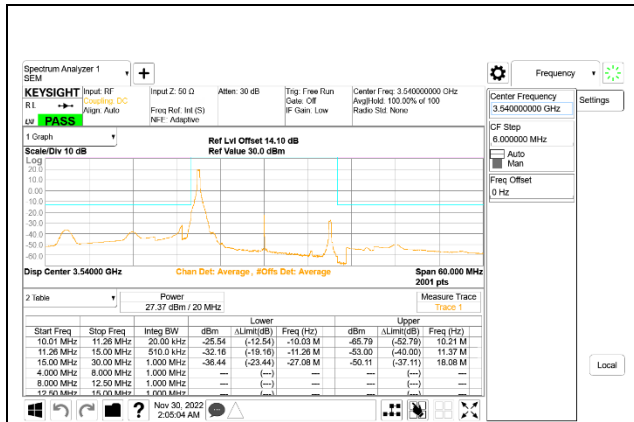 Spectrum Analyzer 1
SEM
Frequency
KEYSIGHT Input: RF Input Z: 50 Ω Atten: 30 dB Trig: Free Run Center Freq: 3.540000000 GHz
Coupling: DC Gate: Off Avg|Hold: 100.00% of 100
RL Align: Auto Freq Ref: Int (S) IF Gain: Low Radio Std: None
NFE: Adaptive
PASS
Center Frequency
3.540000000 GHz
Settings
CF Step
6.000000 MHz
Auto
Man
Freq Offset
0 Hz
Local
1 Graph
Ref Lvl Offset 14.10 dB
Scale/Div 10 dB Ref Value 30.0 dBm
Log
20.0
10.0
0.00
-10.0
-20.0
-30.0
-40.0
-50.0
-60.0
Disp Center 3.54000 GHz Chan Det: Average, #Offs Det: Average Span 60.000 MHz
2001 pts
2 Table Power Measure Trace
27.37 dBm / 20 MHz Trace 1
Lower Upper
Start Freq Stop Freq Integ BW dBm ΔLimit(dB) Freq (Hz) dBm ΔLimit(dB) Freq (Hz)
10.01 MHz 11.26 MHz 20.00 kHz -25.54 (-12.54) -10.03 M -65.79 (-52.79) 10.21 M
11.26 MHz 15.00 MHz 510.0 kHz -32.16 (-19.16) -11.26 M -53.00 (-40.00) 11.37 M
15.00 MHz 30.00 MHz 1.000 MHz -36.44 (-23.44) -27.08 M -50.11 (-37.11) 18.08 M
4.000 MHz 8.000 MHz 1.000 MHz --- (---) --- (---)
8.000 MHz 12.50 MHz 1.000 MHz --- (---) --- (---)
12.50 MHz 15.00 MHz 1.000 MHz --- (---) --- (---)
Nov 30, 2022
2:05:04 AM